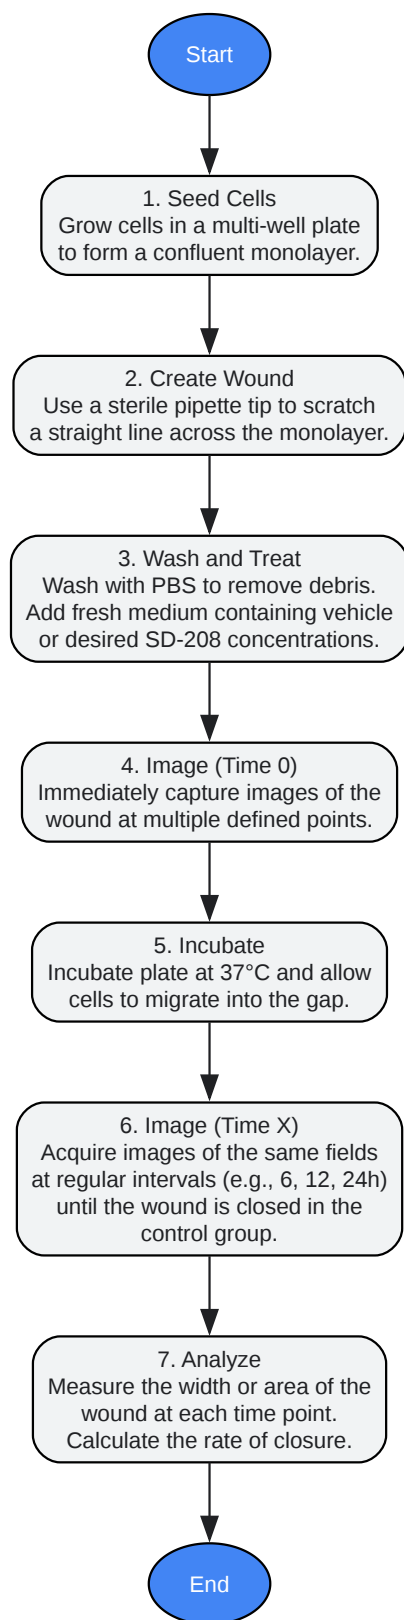 Start
1. Seed Cells
Grow cells in a multi-well plate
to form a confluent monolayer.
2. Create Wound
Use a sterile pipette tip to scratch
a straight line across the monolayer.
3. Wash and Treat
Wash with PBS to remove debris.
Add fresh medium containing vehicle
or desired SD-208 concentrations.
4. Image (Time 0)
Immediately capture images of the
wound at multiple defined points.
5. Incubate
Incubate plate at 37°C and allow
cells to migrate into the gap.
6. Image (Time X)
Acquire images of the same fields
at regular intervals (e.g., 6, 12, 24h)
until the wound is closed in the
control group.
7. Analyze
Measure the width or area of the
wound at each time point.
Calculate the rate of closure.
End